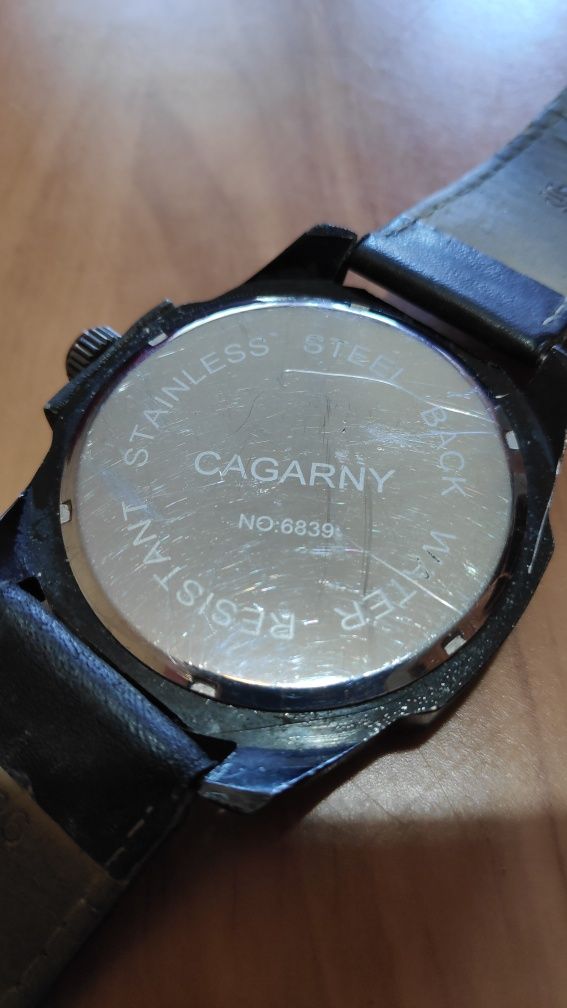 STAINLESS STEEL BACK WATER RESISTANT
CAGARNY
NO:6839